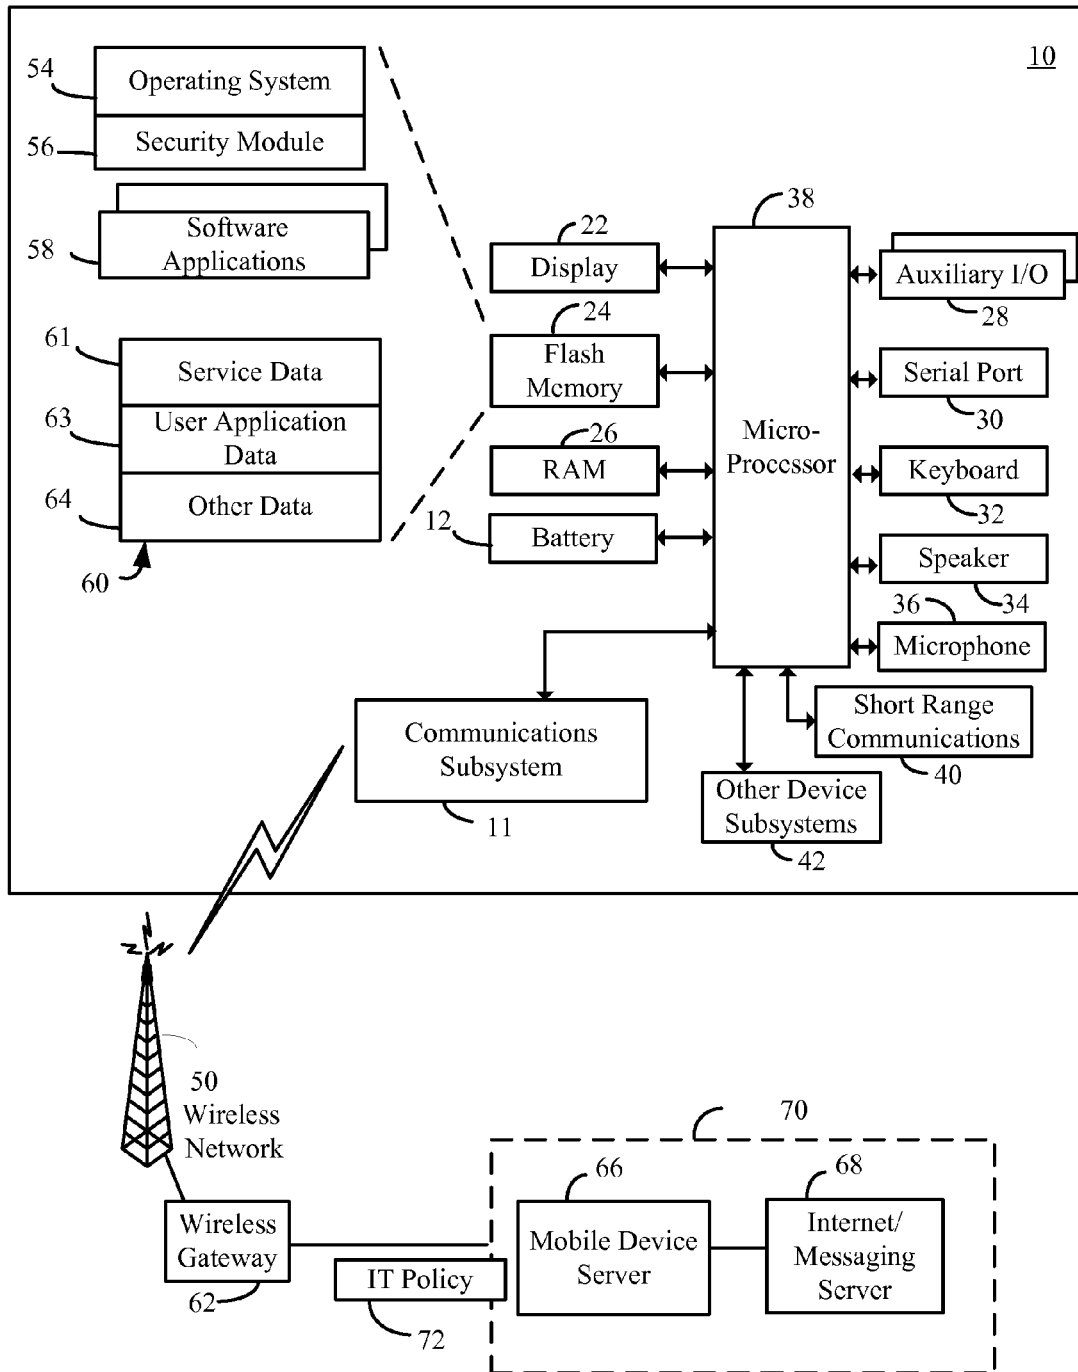 10
54
Operating System
56
Security Module
58
Software
Applications
61
Service Data
63
User Application
Data
64
Other Data
60
22
Display
24
Flash
Memory
26
RAM
12
Battery
38
Micro-
Processor
Auxiliary I/O
28
Serial Port
30
Keyboard
32
Speaker
34
36
Microphone
Short Range
Communications
40
Other Device
Subsystems
42
Communications
Subsystem
11
50
Wireless
Network
Wireless
Gateway
62
IT Policy
72
70
66
Mobile Device
Server
68
Internet/
Messaging
Server